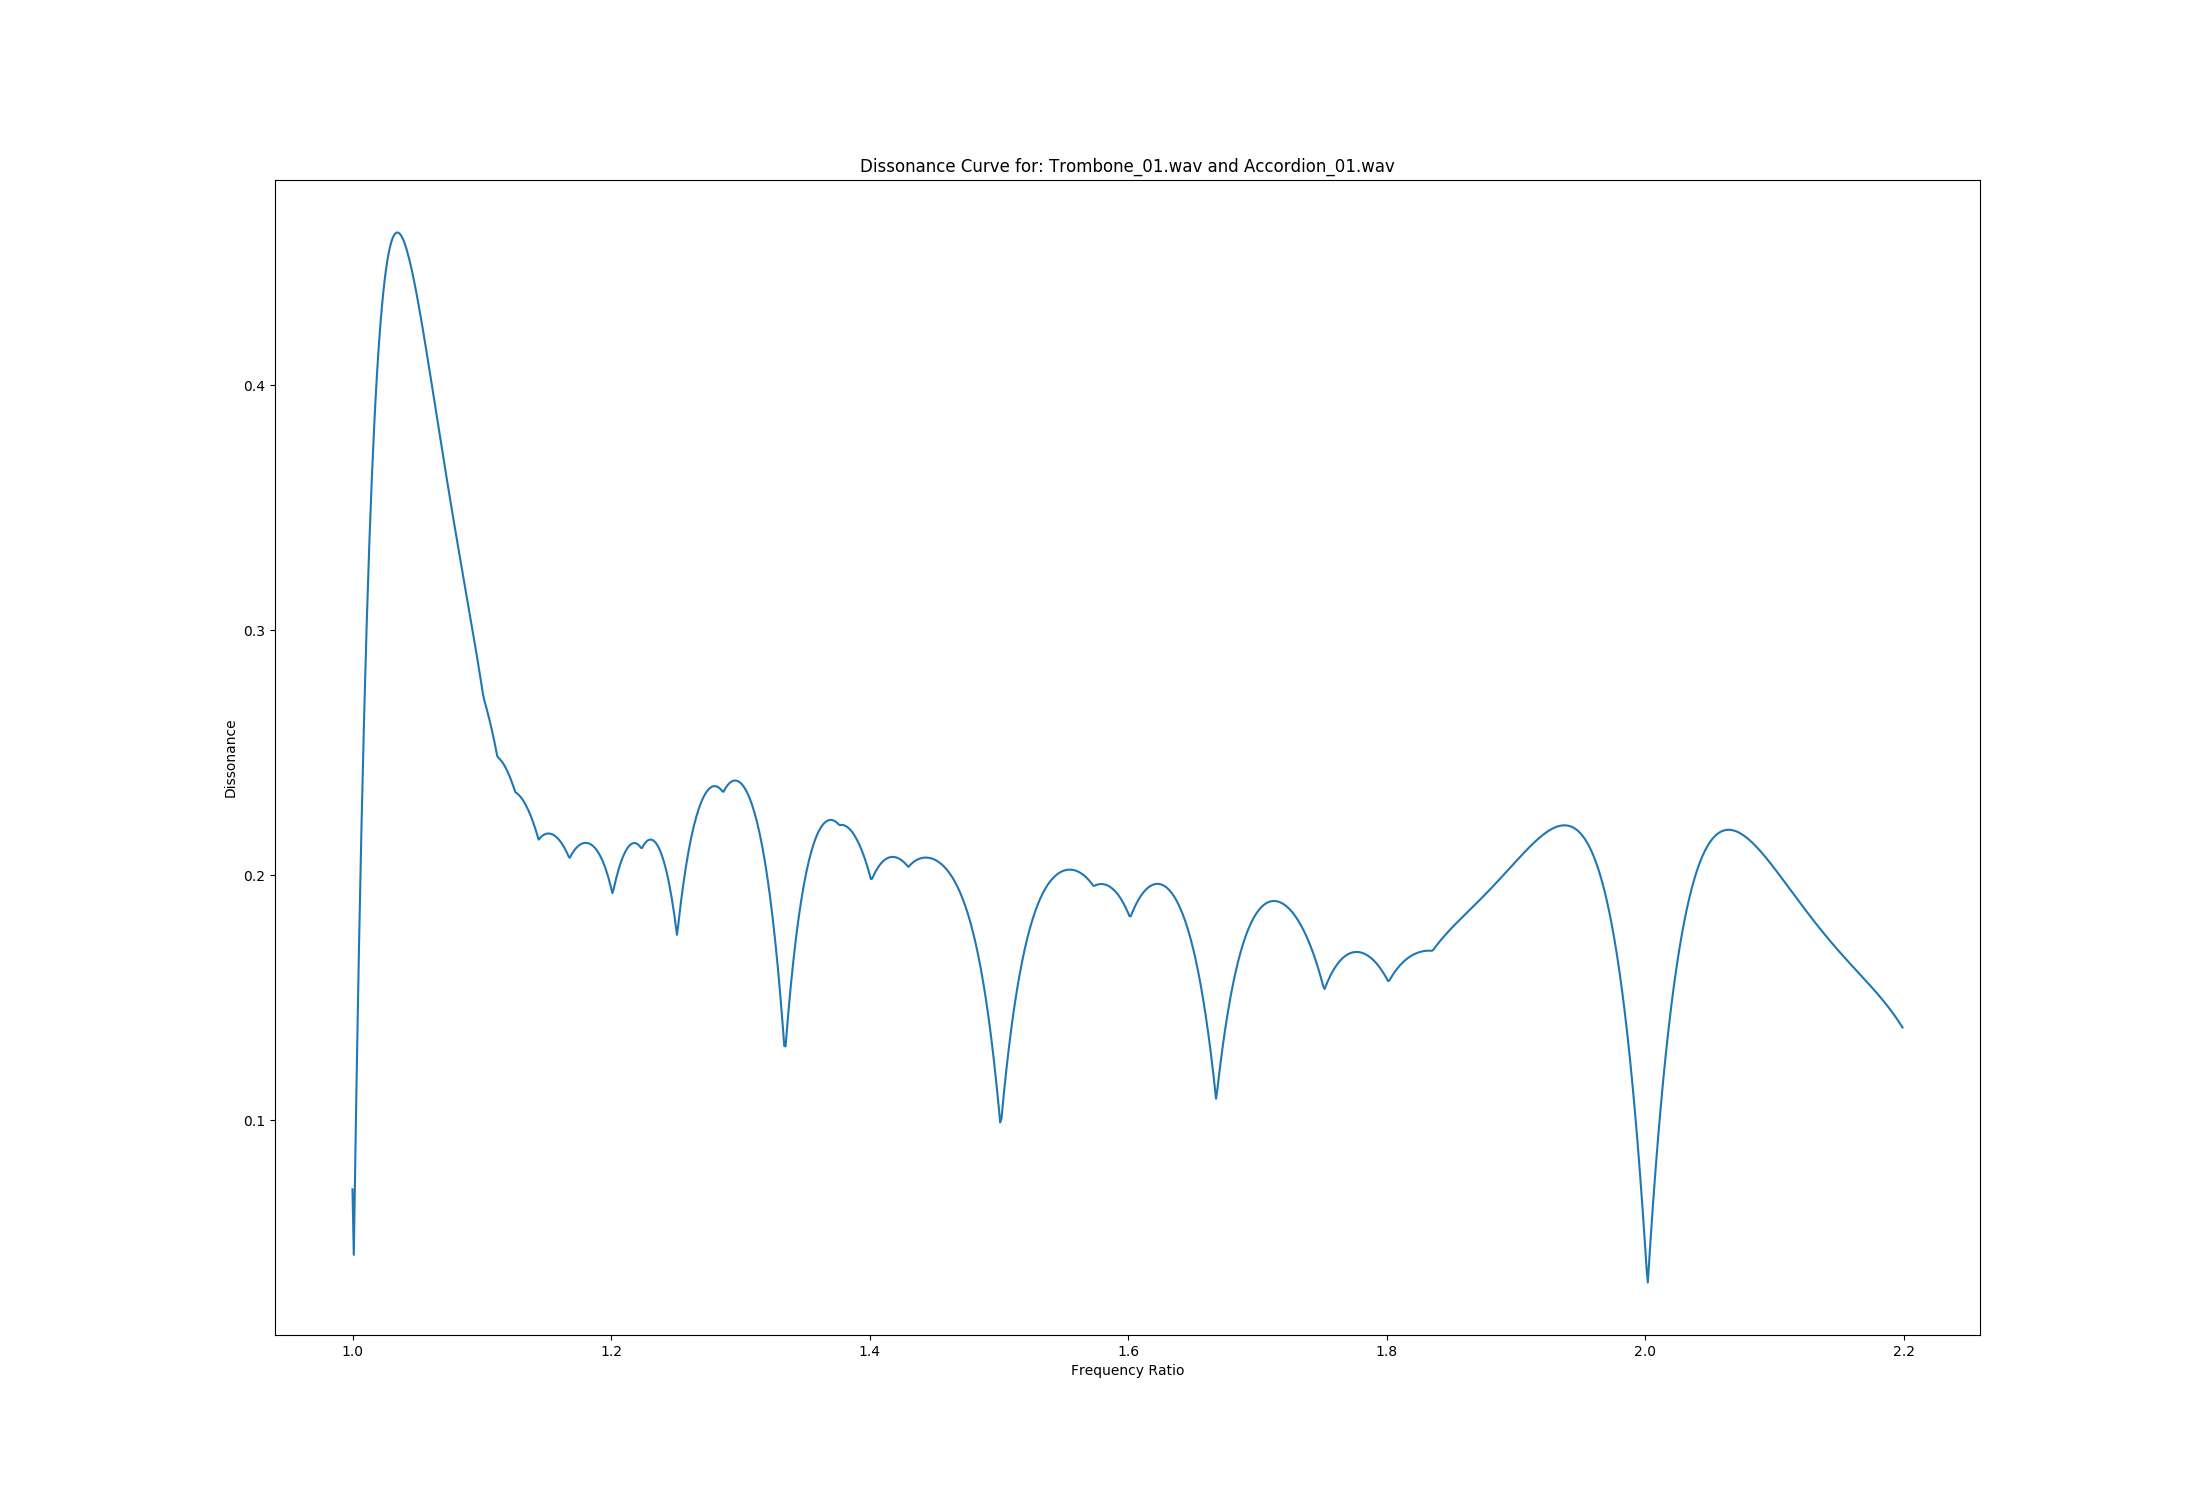 Dissonance Curve for: Trombone_01.wav and Accordion_01.wav
Dissonance
0.4
0.3
0.2
0.1
1.0 1.2 1.4 1.6 1.8 2.0 2.2
Frequency Ratio